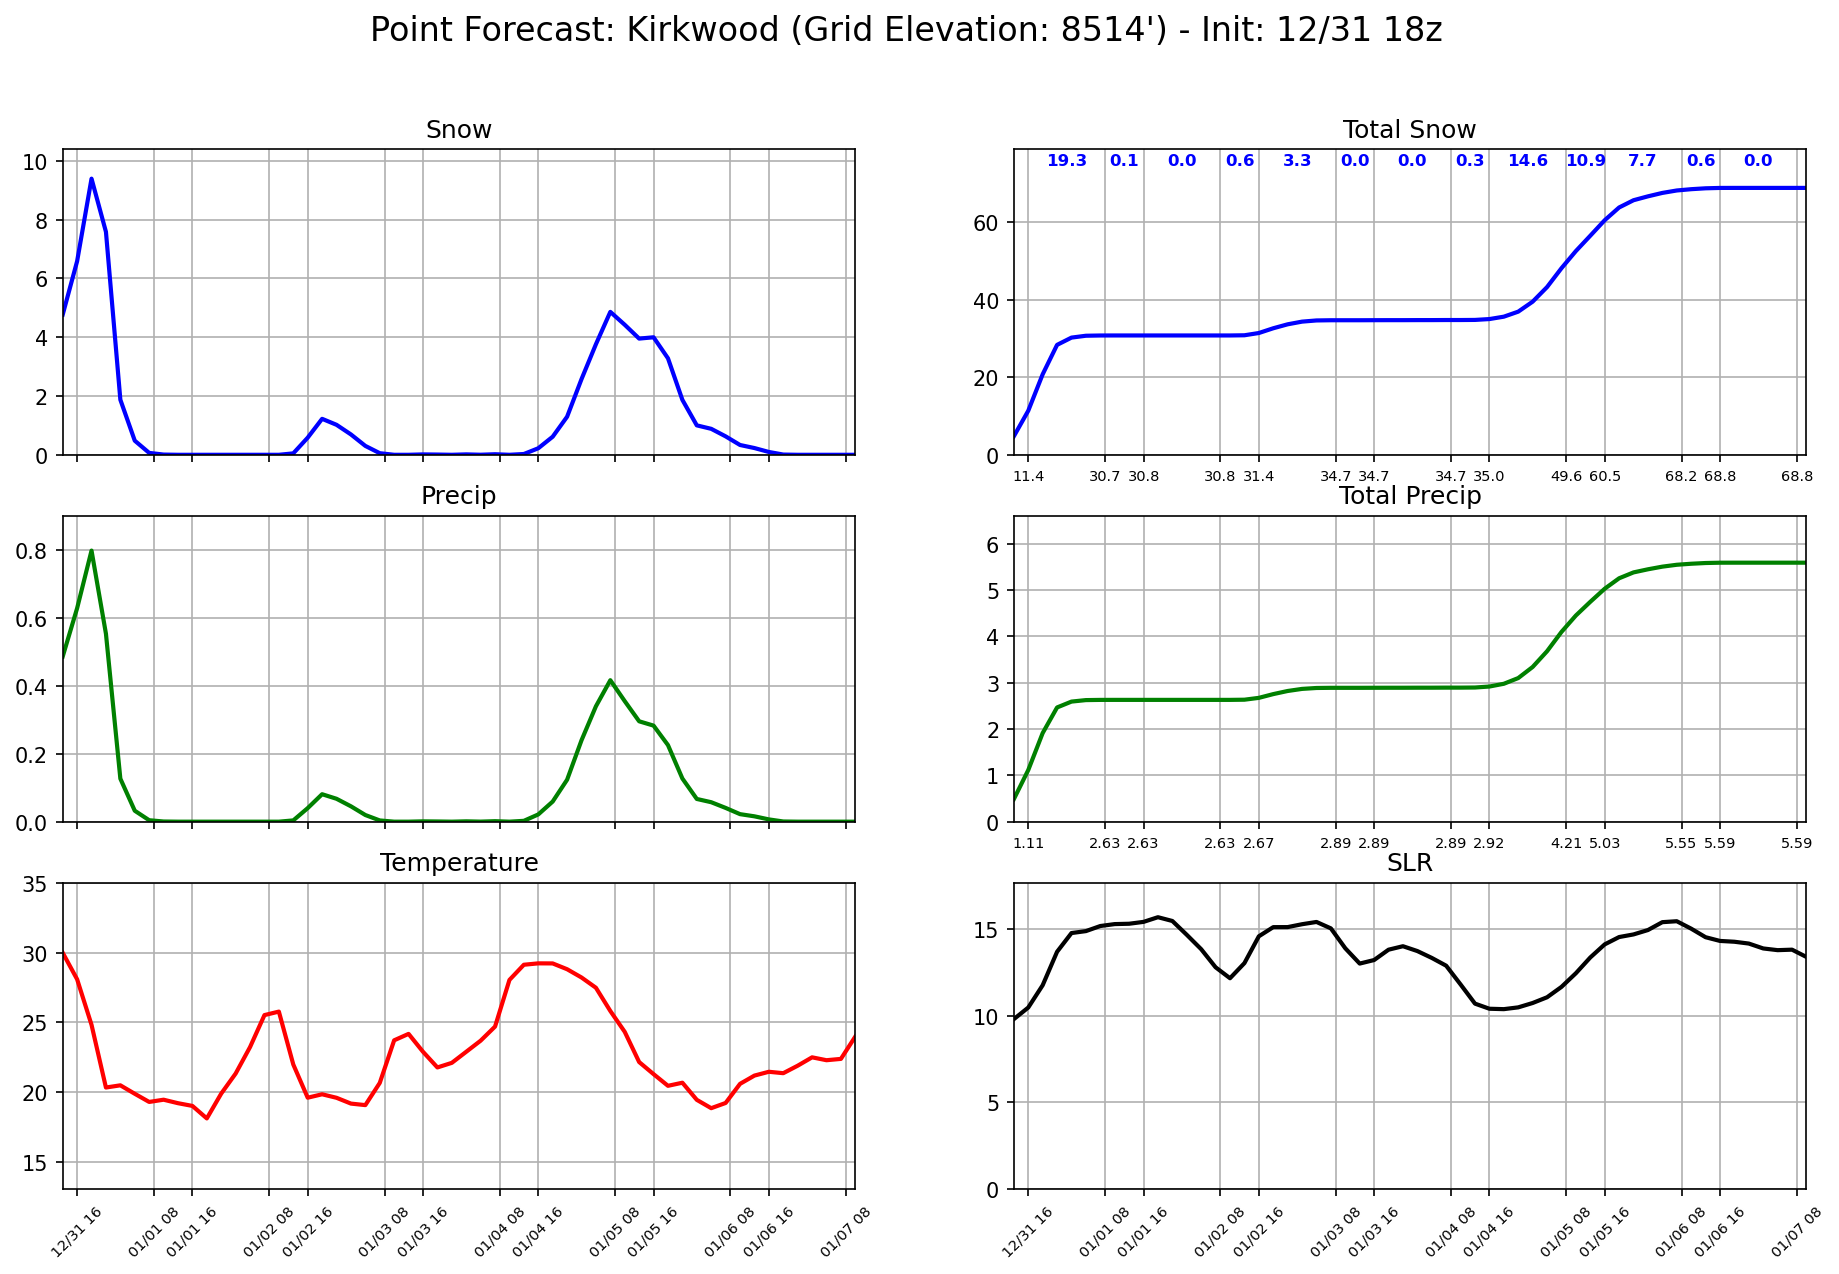 Point Forecast: Kirkwood (Grid Elevation: 8514') - Init: 12/31 18z
Snow
10
8
6
4
2
0
Total Snow
19.3 0.1 0.0 0.6 3.3 0.0 0.0 0.3 14.6 10.9 7.7 0.6 0.0
60
40
20
0
11.4 30.7 30.8 30.8 31.4 34.7 34.7 34.7 35.0 49.6 60.5 68.2 68.8 68.8
Precip
0.8
0.6
0.4
0.2
0.0
Total Precip
6
5
4
3
2
1
0
1.11 2.63 2.63 2.63 2.67 2.89 2.89 2.89 2.92 4.21 5.03 5.55 5.59 5.59
Temperature
35
30
25
20
15
12/31 16 01/01 08 01/01 16 01/02 08 01/02 16 01/03 08 01/03 16 01/04 08 01/04 16 01/05 08 01/05 16 01/06 08 01/06 16 01/07 08
SLR
15
10
5
0
12/31 16 01/01 08 01/01 16 01/02 08 01/02 16 01/03 08 01/03 16 01/04 08 01/04 16 01/05 08 01/05 16 01/06 08 01/06 16 01/07 08